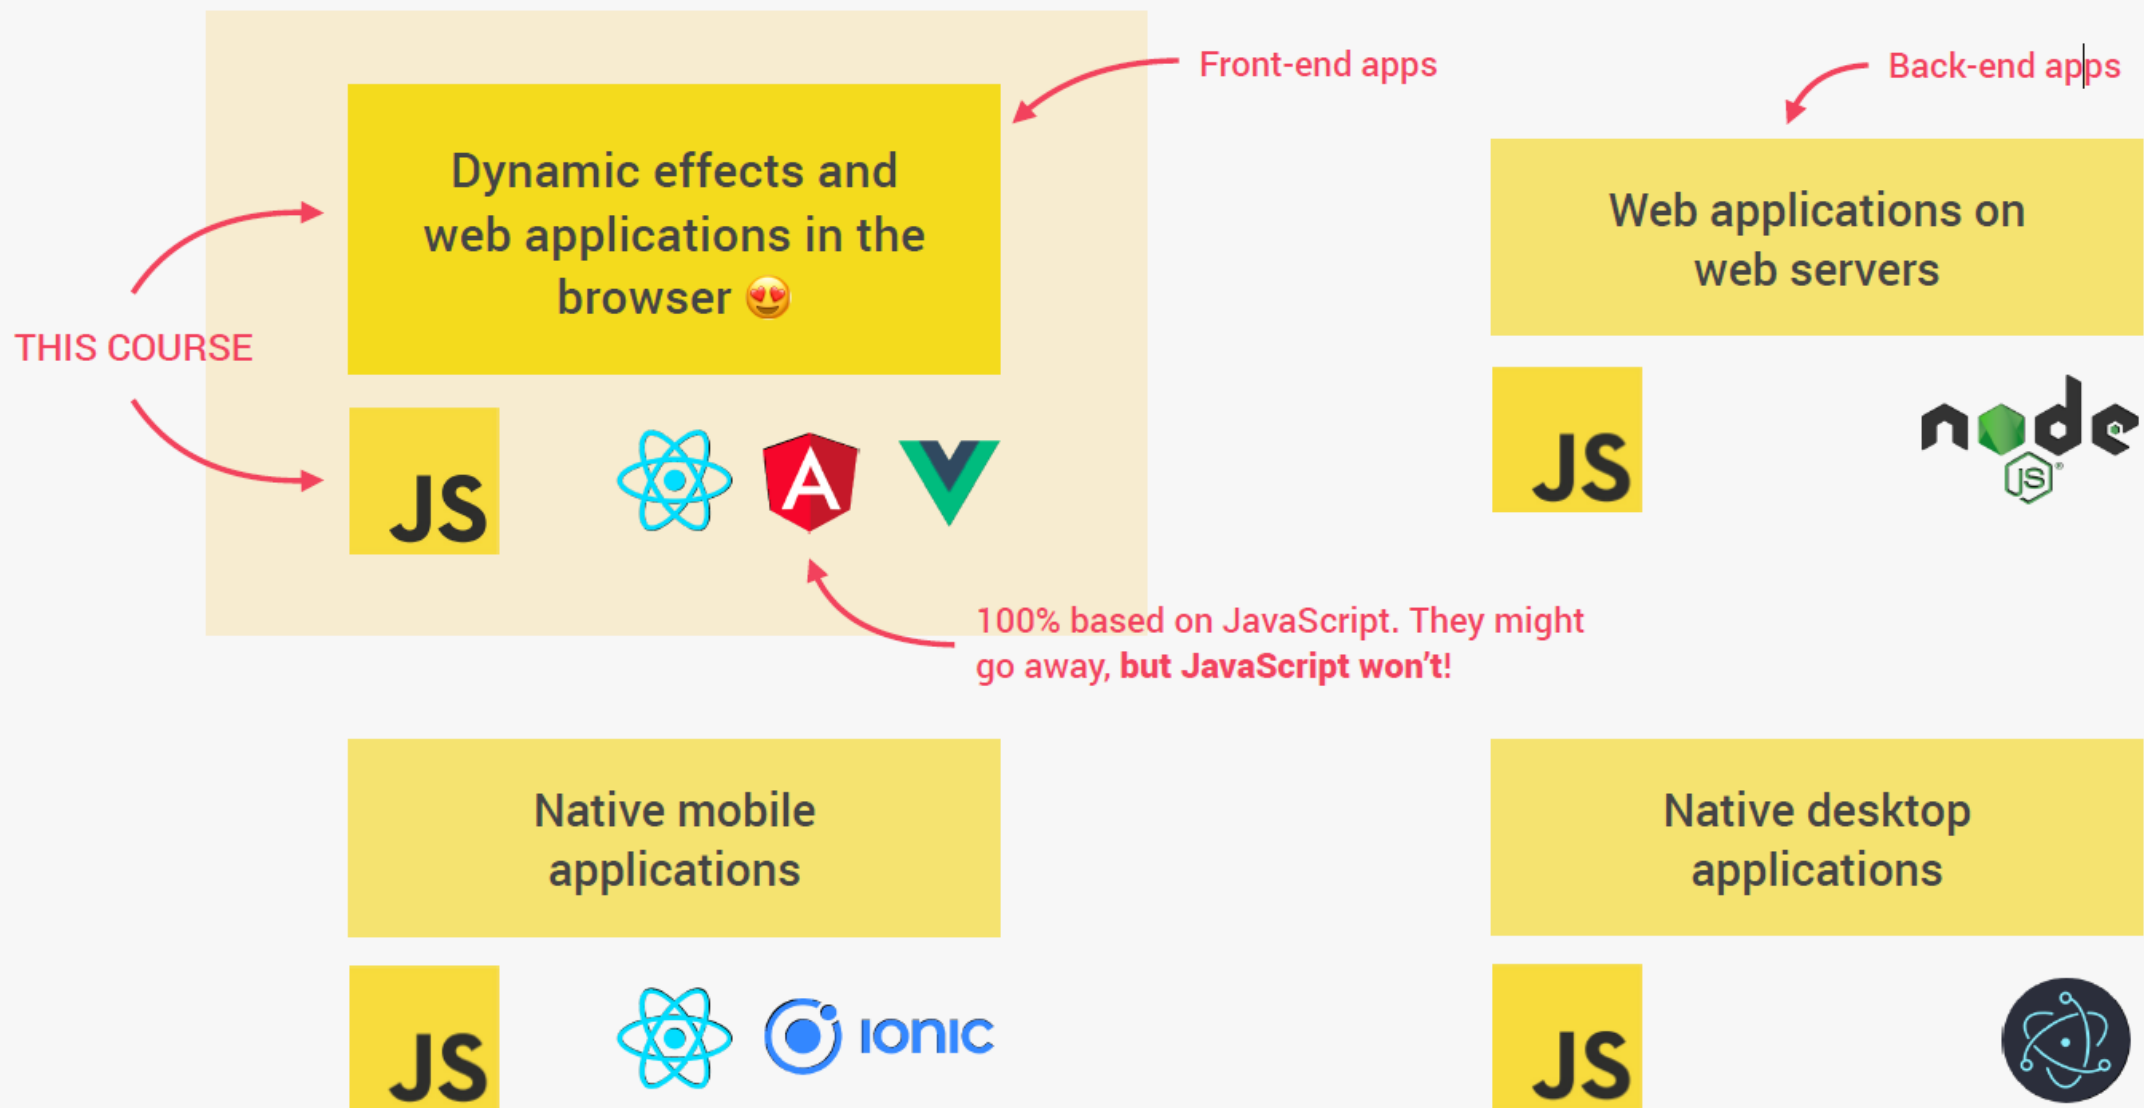 Front-end apps
Back-end apps
Dynamic effects and
web applications in the
browser 😍
Web applications on
web servers
THIS COURSE
JS
A
JS
node
JS®
100% based on JavaScript. They might
go away, but JavaScript won’t!
Native mobile
applications
Native desktop
applications
JS
IONIC
JS